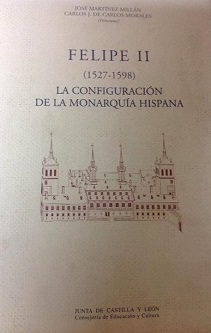 JOSÉ MARTÍNEZ MILLÁN
CARLOS J. DE CARLOS MORALES
(Directores)
FELIPE II
(1527-1598)
LA CONFIGURACIÓN
DE LA MONARQUÍA HISPANA
JUNTA DE CASTILLA Y LEÓN
Consejería de Educación y Cultura